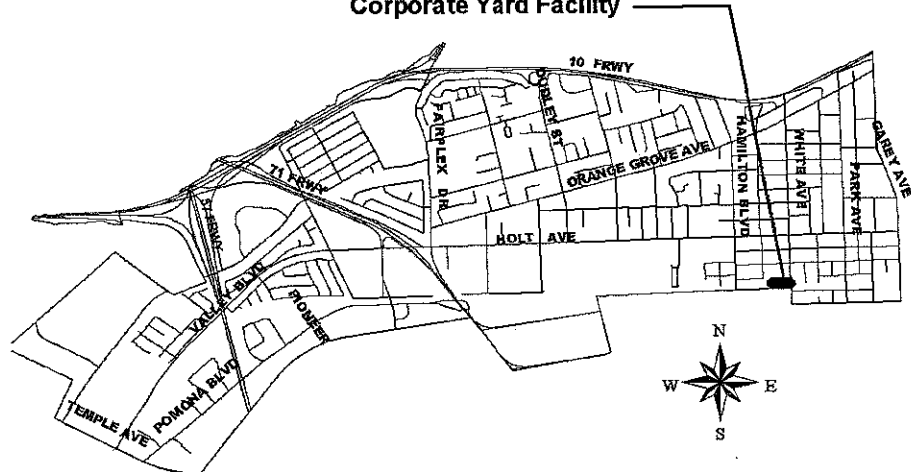 Corporate Yard Facility
10 FRWY
DUDLEY ST
FAIRPLEX DR
ORANGE GROVE AVE
HAMILTON BLVD
WHITE AVE
PARK AVE
GAREY AVE
71 FRWY
57 FRWY
HOLT AVE
VALLEY BLVD
PIONEER
POMONA BLVD
TEMPLE AVE
N
W
E
S